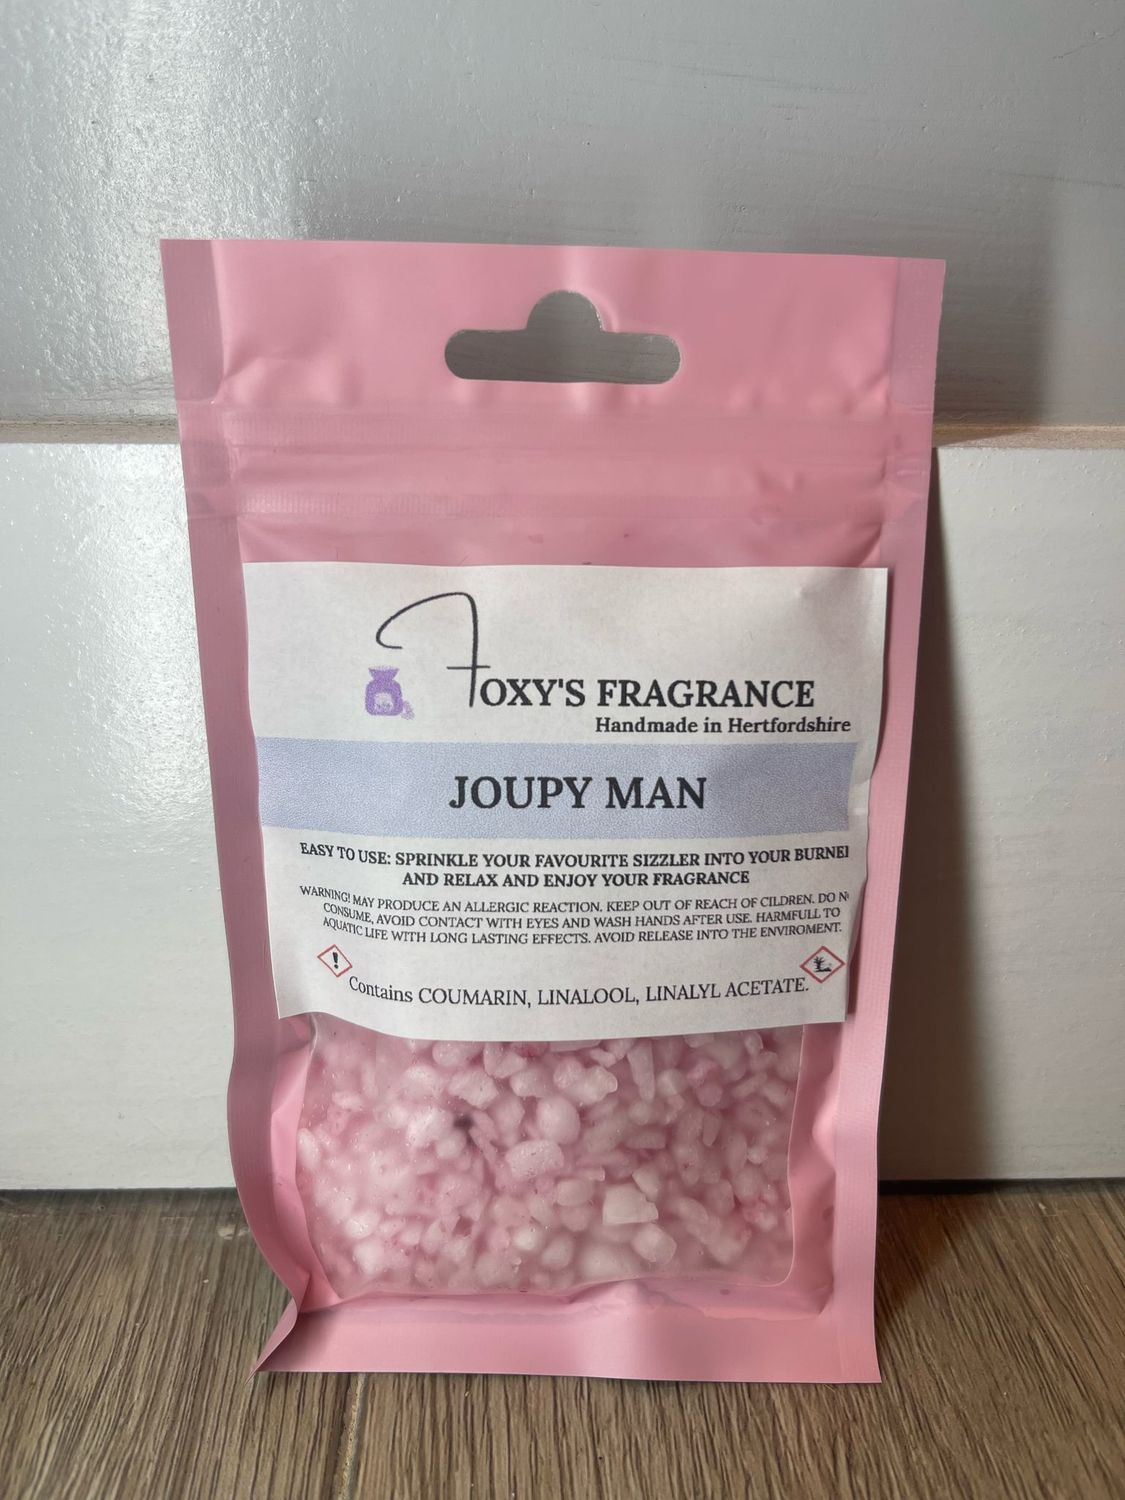 FOXY'S FRAGRANCE
Handmade in Hertfordshire
JOUPY MAN
EASY TO USE: SPRINKLE YOUR FAVOURITE SIZZLER INTO YOUR BURNE
AND RELAX AND ENJOY YOUR FRAGRANCE
WARNING! MAY PRODUCE AN ALLERGIC REACTION. KEEP OUT OF REACH OF CILDREN. DO N
CONSUME, AVOID CONTACT WITH EYES AND WASH HANDS AFTER USE. HARMFULL TO
AQUATIC LIFE WITH LONG LASTING EFFECTS. AVOID RELEASE INTO THE ENVIROMENT.
Contains COUMARIN, LINALOOL, LINALYL ACETATE.